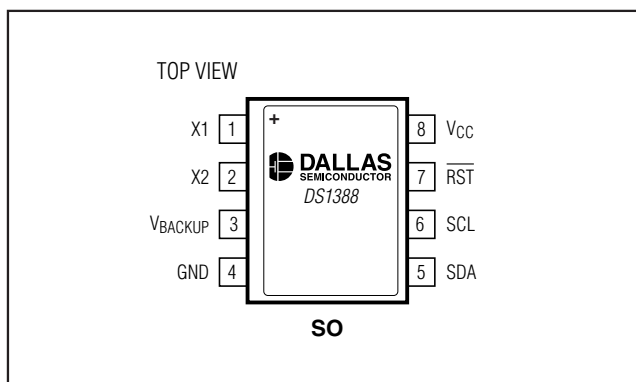 TOP VIEW
X1 1 + 8 VCC
X2 2 DALLAS SEMICONDUCTOR 7 RST
DS1388
VBACKUP 3 6 SCL
GND 4 5 SDA
SO